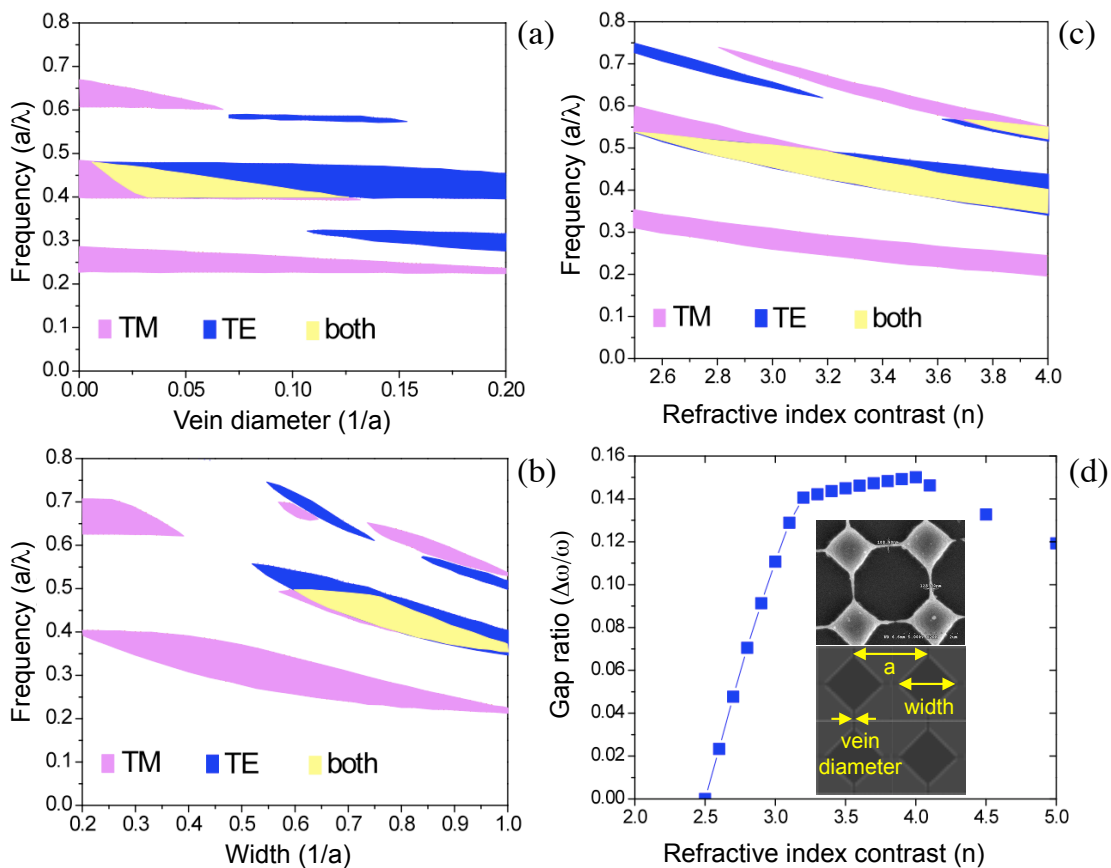 (a)
0.8
0.7
0.6
0.5
0.4
0.3
0.2
0.1
0.0
Frequency (a/λ)
TM TE both
0.00 0.05 0.10 0.15 0.20
Vein diameter (1/a)
(c)
0.8
0.7
0.6
0.5
0.4
0.3
0.2
0.1
0.0
Frequency (a/λ)
TM TE both
2.6 2.8 3.0 3.2 3.4 3.6 3.8 4.0
Refractive index contrast (n)
(b)
0.8
0.7
0.6
0.5
0.4
0.3
0.2
0.1
0.0
Frequency (a/λ)
TM TE both
0.2 0.3 0.4 0.5 0.6 0.7 0.8 0.9 1.0
Width (1/a)
(d)
0.16
0.14
0.12
0.10
0.08
0.06
0.04
0.02
0.00
Gap ratio (Δω/ω)
a
width
vein
diameter
2.0 2.5 3.0 3.5 4.0 4.5 5.0
Refractive index contrast (n)